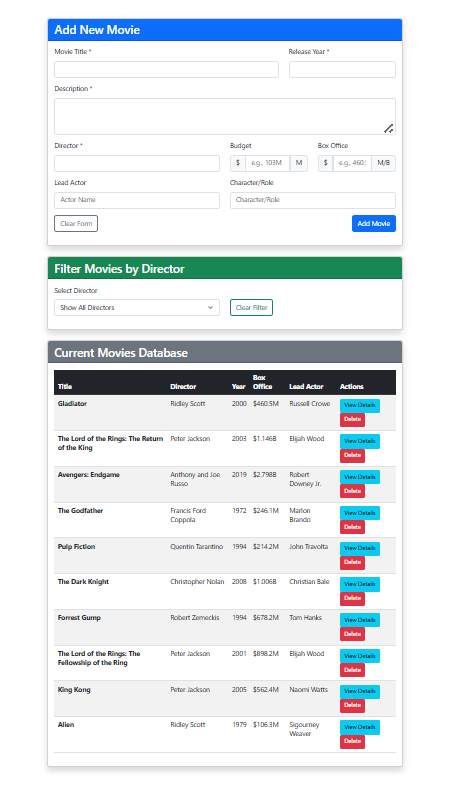 Add New Movie
Movie Title *
Release Year *
Description *
Director *
Budget
Box Office
$ e.g., 103M M
$ e.g., 460. M/B
Lead Actor
Character/Role
Actor Name
Character/Role
Clear Form
Add Movie
Filter Movies by Director
Select Director
Show All Directors
Clear Filter
Current Movies Database
Title Director Year Box Office Lead Actor Actions
Gladiator Ridley Scott 2000 $460.5M Russell Crowe View Details
Delete
The Lord of the Rings: The Return Peter Jackson 2003 $1.146B Elijah Wood View Details
of the King Delete
Avengers: Endgame Anthony and Joe 2019 $2.798B Robert View Details
Russo Downey Jr. Delete
The Godfather Francis Ford 1972 $246.1M Marlon View Details
Coppola Brando Delete
Pulp Fiction Quentin Tarantino 1994 $214.2M John Travolta View Details
Delete
The Dark Knight Christopher Nolan 2008 $1.006B Christian Bale View Details
Delete
Forrest Gump Robert Zemeckis 1994 $678.2M Tom Hanks View Details
Delete
The Lord of the Rings: The Peter Jackson 2001 $898.2M Elijah Wood View Details
Fellowship of the Ring Delete
King Kong Peter Jackson 2005 $562.4M Naomi Watts View Details
Delete
Alien Ridley Scott 1979 $106.3M Sigourney View Details
Weaver Delete